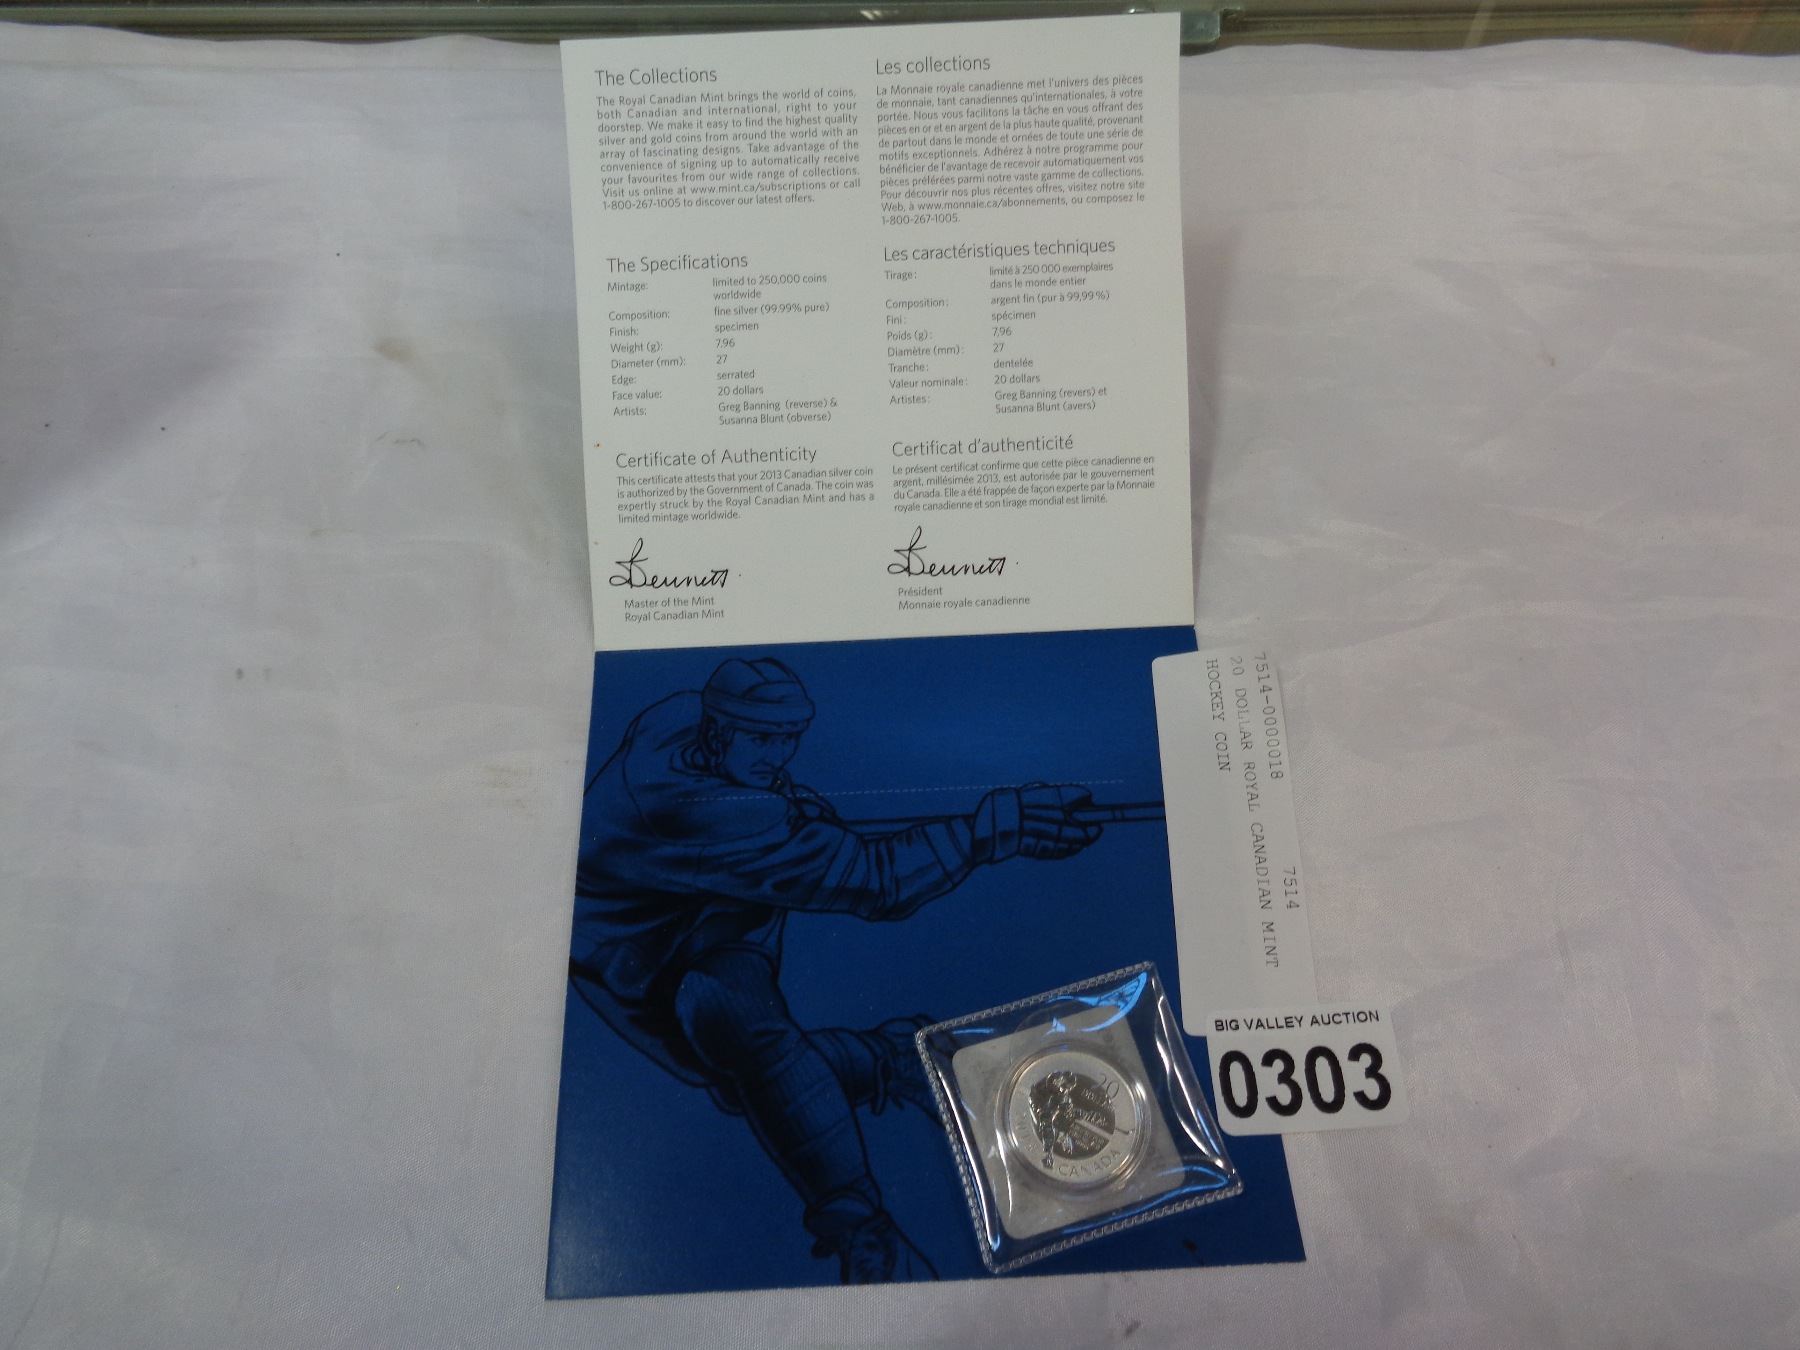 The Collections
The Royal Canadian Mint brings the world of coins,
both Canadian and international, right to your
doorstep. We make it easy to find the highest quality
silver and gold coins from around the world with an
array of fascinating designs. Take advantage of the
convenience of signing up to automatically receive
your favourites from our wide range of collections.
Visit us online at www.mint.ca/subscriptions or call
1-800-267-1005 to discover our latest offers.
The Specifications
Mintage: limited to 250,000 coins
worldwide
Composition: fine silver (99.99% pure)
Finish: specimen
Weight (g): 7.96
Diameter (mm): 27
Edge: serrated
Face value: 20 dollars
Artists: Greg Banning (reverse) &
Susanna Blunt (obverse)
Certificate of Authenticity
This certificate attests that your 2013 Canadian silver coin
is authorized by the Government of Canada. The coin was
expertly struck by the Royal Canadian Mint and has a
limited mintage worldwide.
Bennett
Master of the Mint
Royal Canadian Mint
Les collections
La Monnaie royale canadienne met l'univers des pièces
de monnaie, tant canadiennes qu'internationales, à votre
portée. Nous vous facilitons la tâche en vous offrant des
pièces en or et en argent de la plus haute qualité, provenant
de partout dans le monde et ornées de toute une série de
motifs exceptionnels. Adhérez à notre programme pour
bénéficier de l'avantage de recevoir automatiquement vos
pièces préférées parmi notre vaste gamme de collections.
Pour découvrir nos plus récentes offres, visitez notre site
Web, à www.monnaie.ca/abonnements, ou composez le
1-800-267-1005.
Les caractéristiques techniques
Tirage: limité à 250 000 exemplaires
dans le monde entier
Composition: argent fin (pur à 99,99 %)
Fini: spécimen
Poids (g): 7,96
Diamètre (mm): 27
Tranche: dentelée
Valeur nominale: 20 dollars
Artistes: Greg Banning (revers) et
Susanna Blunt (avers)
Certificat d'authenticité
Le présent certificat confirme que cette pièce canadienne en
argent, millésimée 2013, est autorisée par le gouvernement
du Canada. Elle a été frappée de façon experte par la Monnaie
royale canadienne et son tirage mondial est limité.
Bennett
Président
Monnaie royale canadienne
7514-0000018 7514
20 DOLLAR ROYAL CANADIAN MINT
HOCKEY COIN
BIG VALLEY AUCTION
0303
20
CANADA